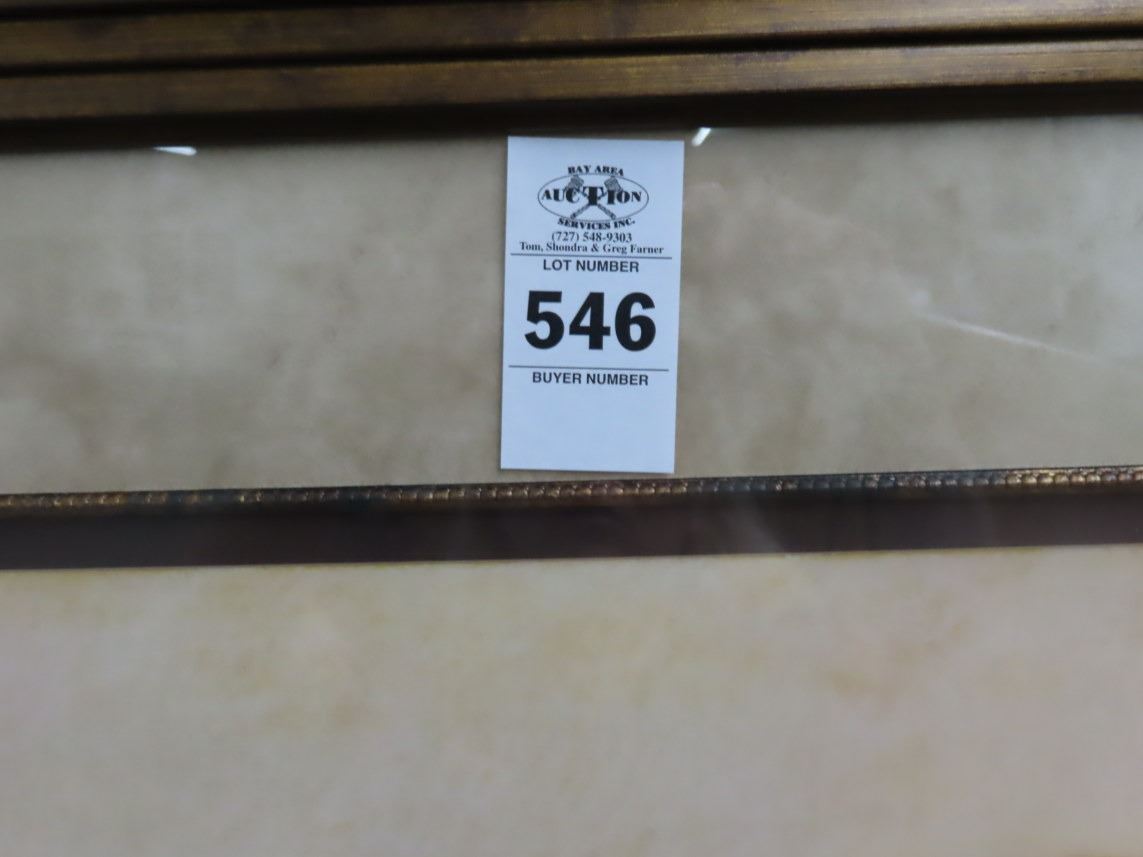 BAY AREA
AUCTION
SERVICES INC.
(727) 548-9303
Tom, Shondra & Greg Farner
LOT NUMBER
546
BUYER NUMBER